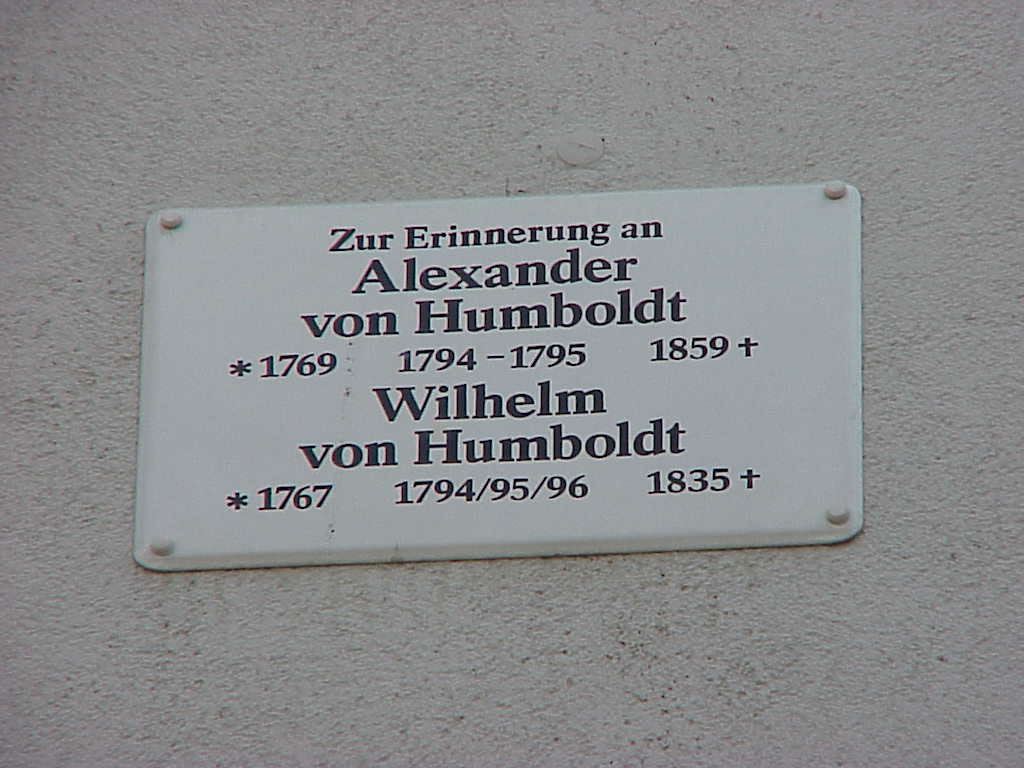 Zur Erinnerung an
Alexander
von Humboldt
* 1769 1794 – 1795 1859 †
Wilhelm
von Humboldt
* 1767 1794/95/96 1835 †